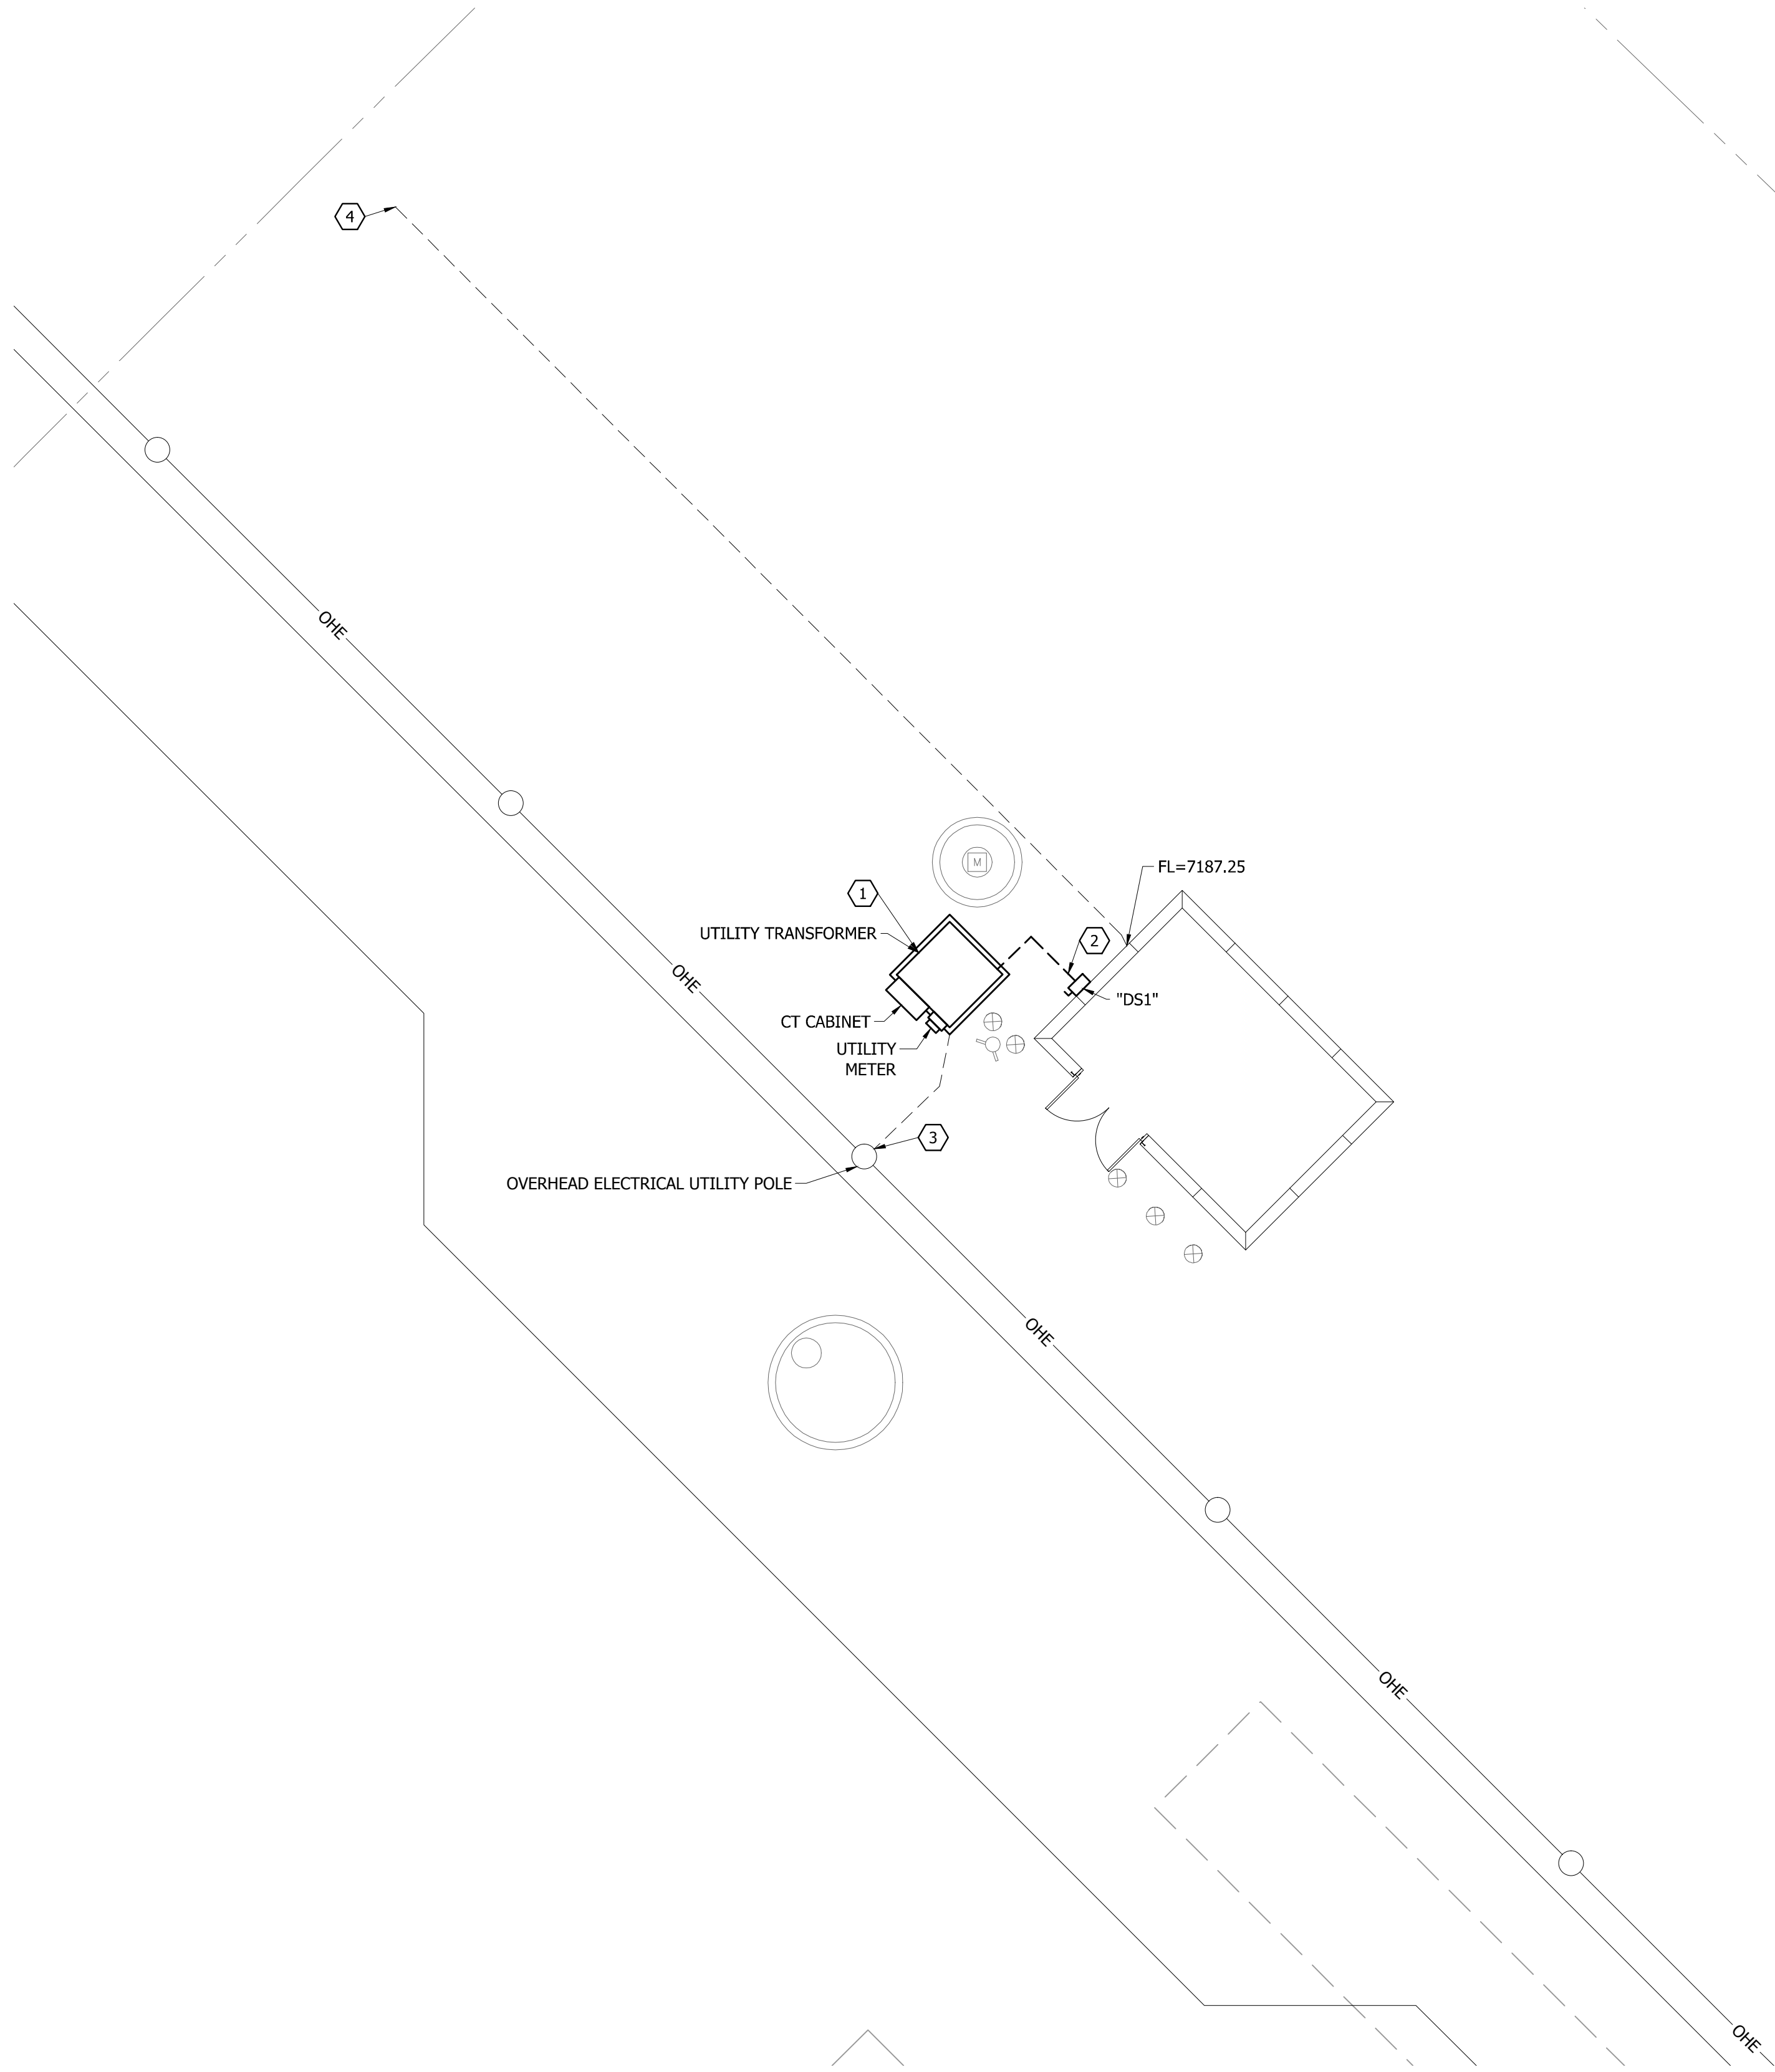 4
OHE
M
FL=7187.25
1
UTILITY TRANSFORMER
2
OHE
"DS1"
CT CABINET
UTILITY
METER
3
OVERHEAD ELECTRICAL UTILITY POLE
OHE
OHE
OHE